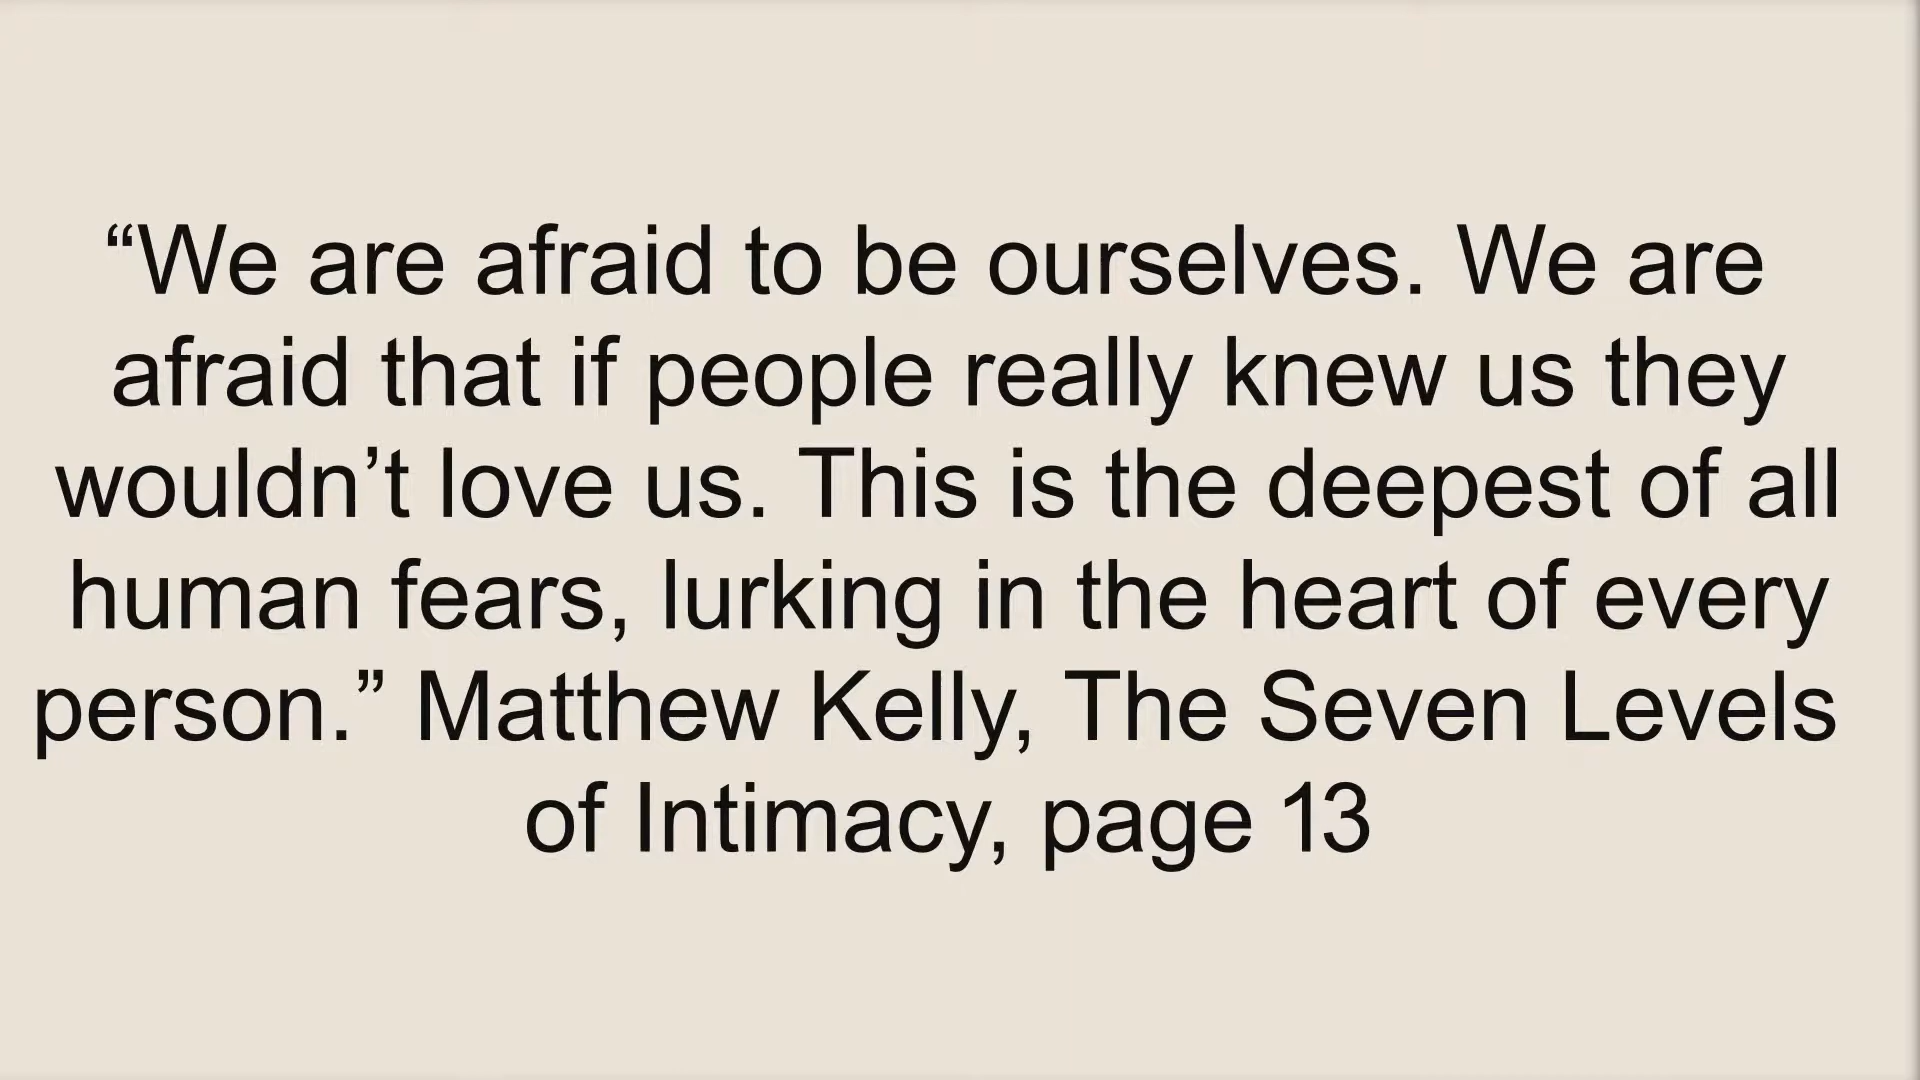 “We are afraid to be ourselves. We are
afraid that if people really knew us they
wouldn’t love us. This is the deepest of all
human fears, lurking in the heart of every
person.” Matthew Kelly, The Seven Levels
of Intimacy, page 13